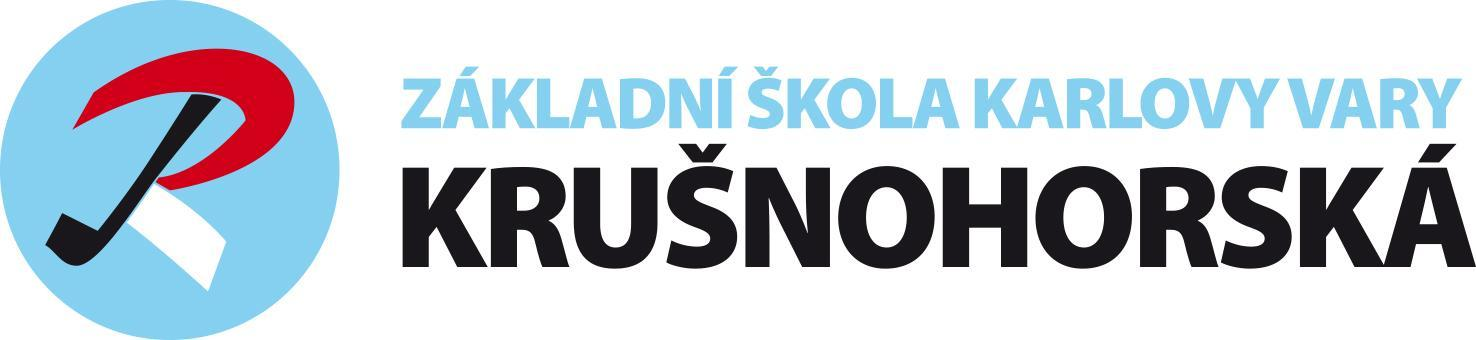 ZÁKLADNÍ ŠKOLA KARLOVY VARY
KRUŠNOHORSKÁ